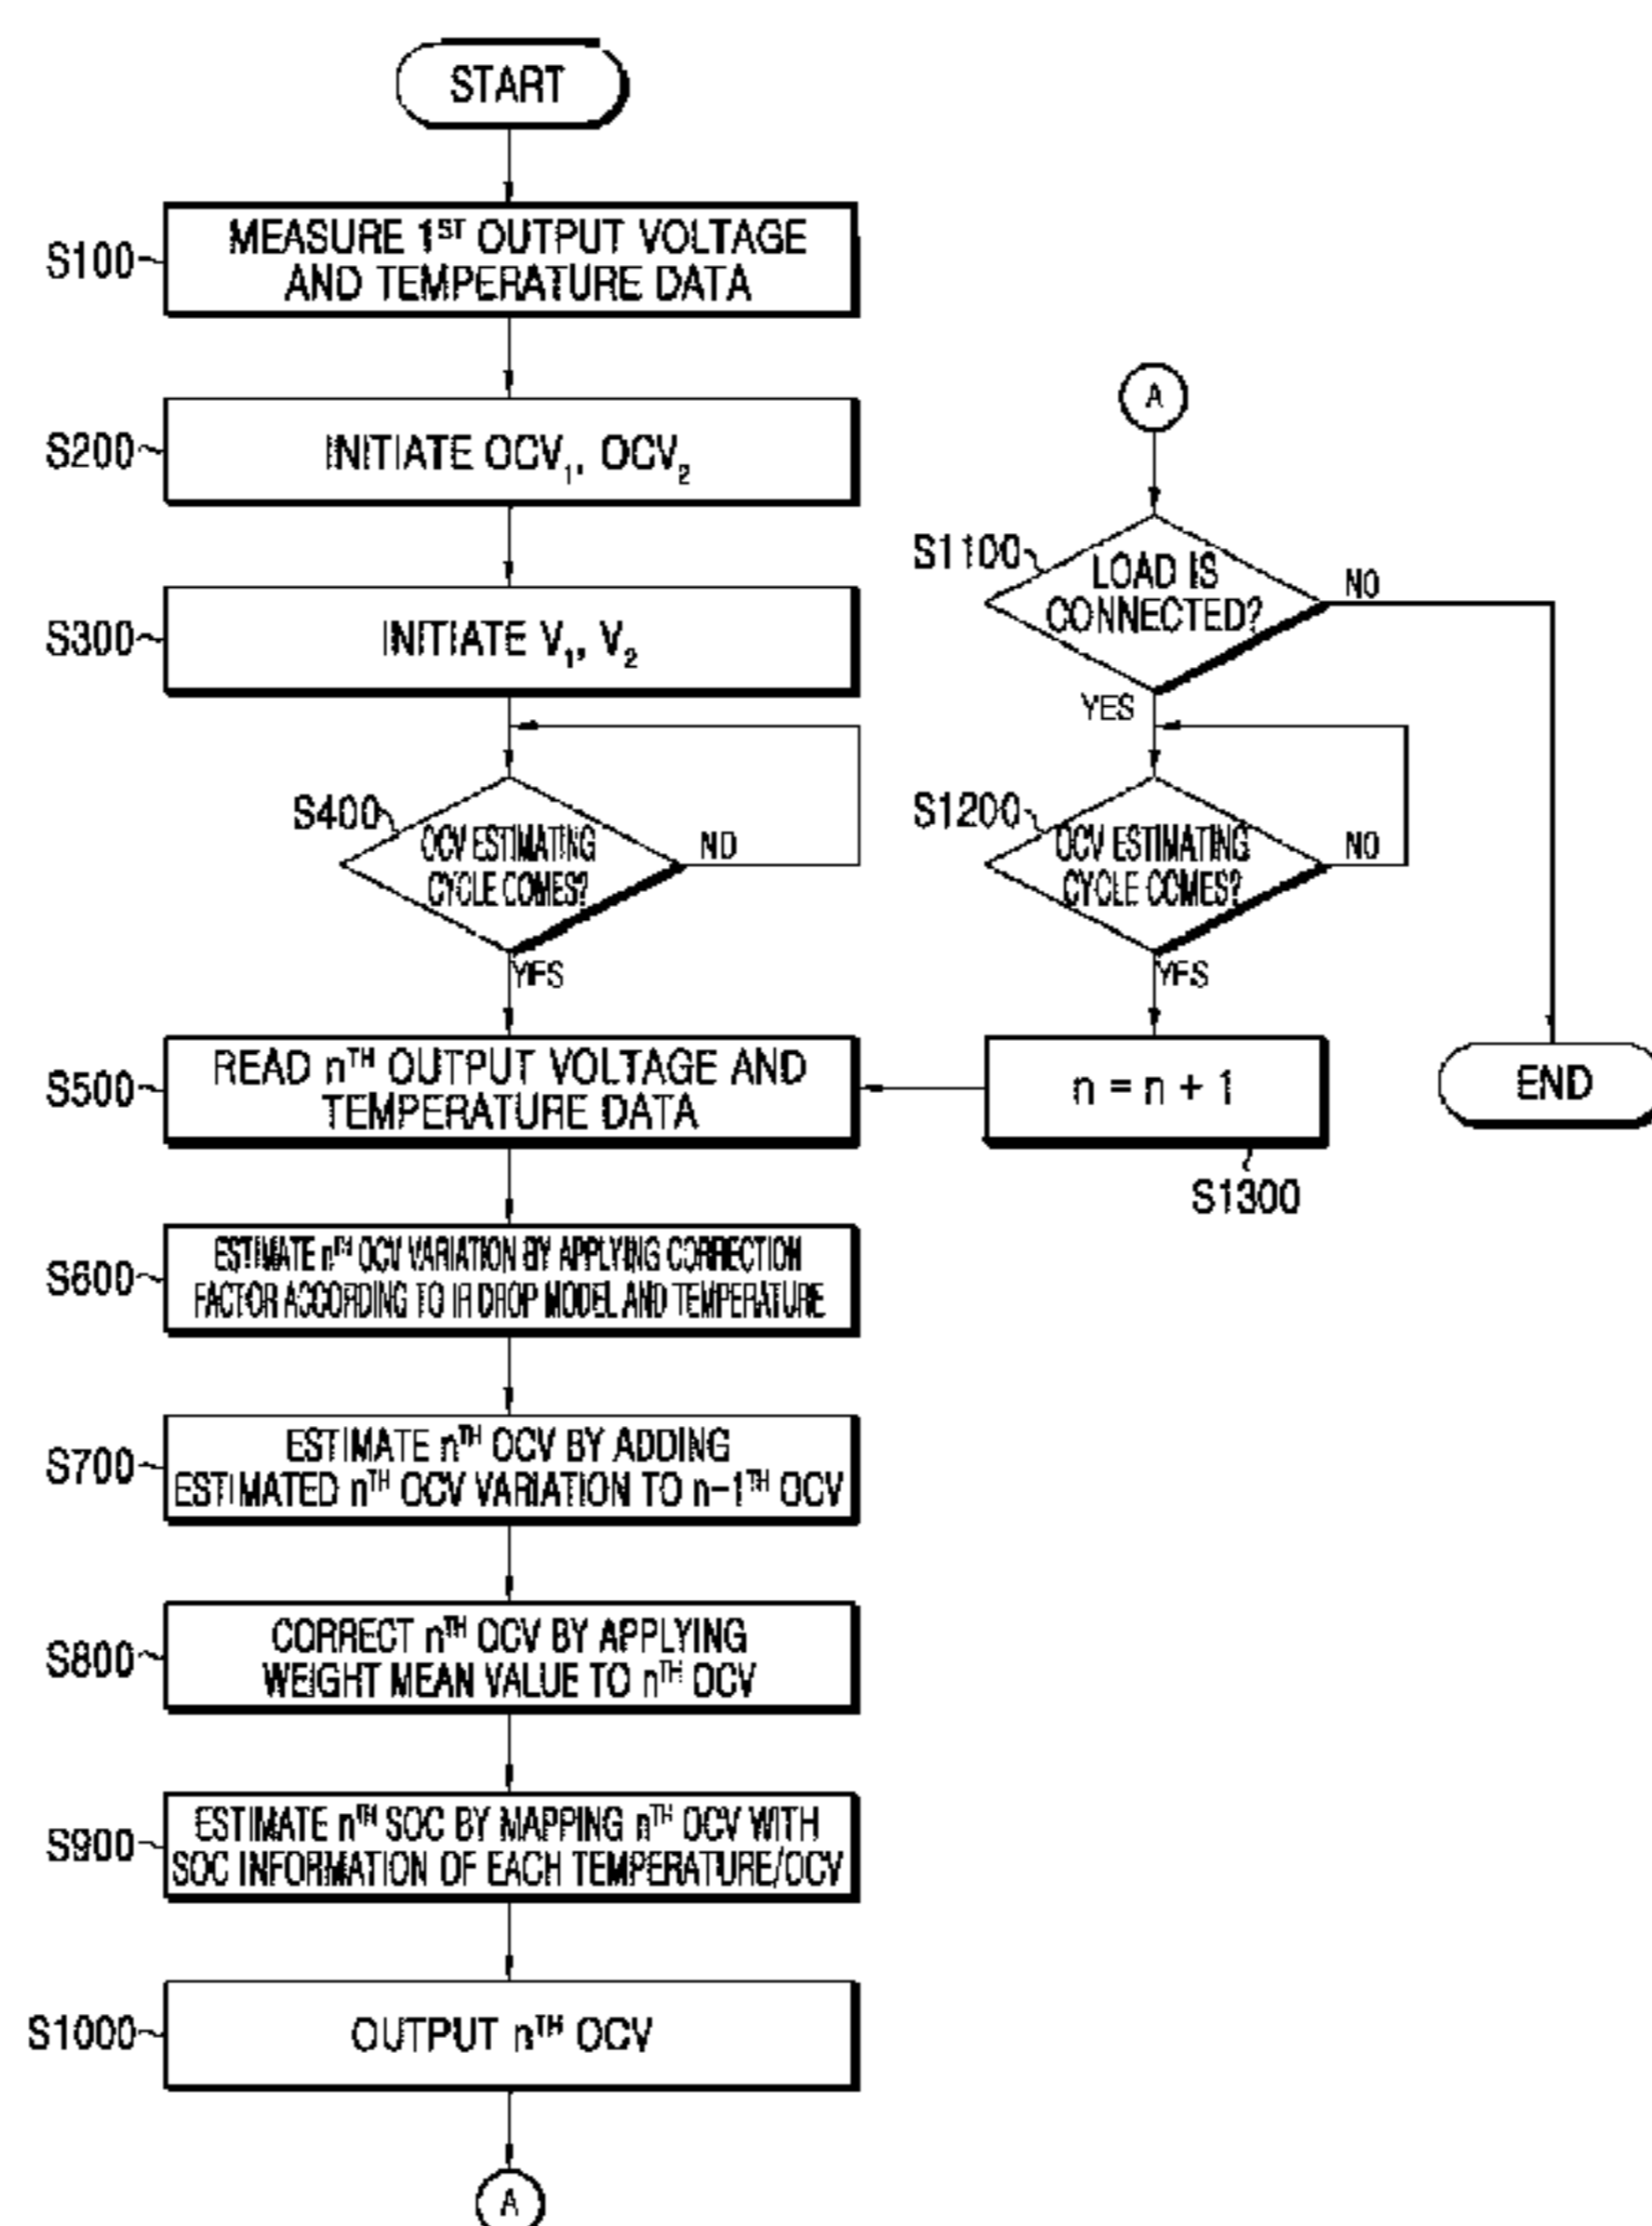 START
S100
MEASURE 1ST OUTPUT VOLTAGE
AND TEMPERATURE DATA
S200
INITIATE OCV1, OCV2
S300
INITIATE V1, V2
S400
OCV ESTIMATING
CYCLE COMES?
NO
YES
S500
READ nTH OUTPUT VOLTAGE AND
TEMPERATURE DATA
S600
ESTIMATE nTH OCV VARIATION BY APPLYING CORRECTION
FACTOR ACCORDING TO IR DROP MODEL AND TEMPERATURE
S700
ESTIMATE nTH OCV BY ADDING
ESTIMATED nTH OCV VARIATION TO n-1TH OCV
S800
CORRECT nTH OCV BY APPLYING
WEIGHT MEAN VALUE TO nTH OCV
S900
ESTIMATE nTH SOC BY MAPPING nTH OCV WITH
SOC INFORMATION OF EACH TEMPERATURE/OCV
S1000
OUTPUT nTH OCV
A
A
S1100
LOAD IS
CONNECTED?
NO
YES
S1200
OCV ESTIMATING
CYCLE COMES?
NO
YES
n = n + 1
S1300
END